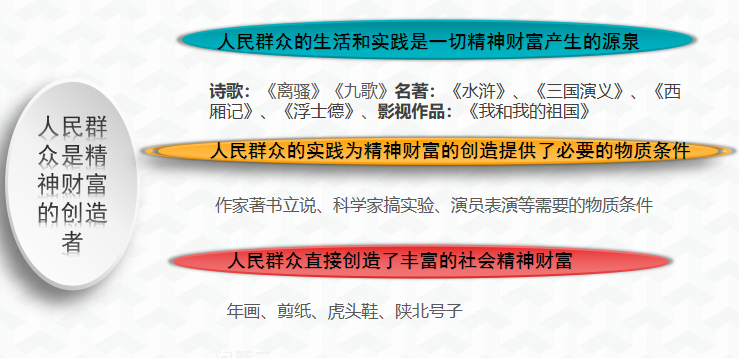 人民群
众是精
神财富
的创造
者
人民群众的生活和实践是一切精神财富产生的源泉
诗歌：《离骚》《九歌》名著：《水浒》、《三国演义》、《西
厢记》、《浮士德》、影视作品：《我和我的祖国》
人民群众的实践为精神财富的创造提供了必要的物质条件
作家著书立说、科学家搞实验、演员表演等需要的物质条件
人民群众直接创造了丰富的社会精神财富
年画、剪纸、虎头鞋、陕北号子